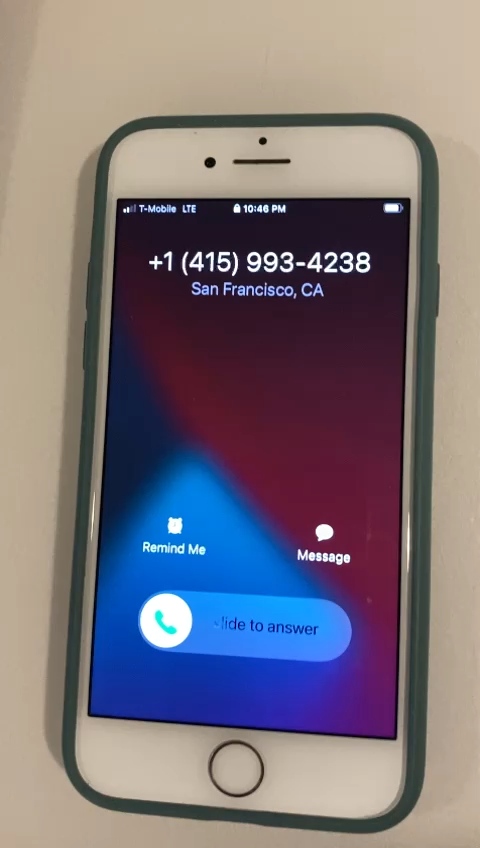 T-Mobile LTE 10:46 PM
+1 (415) 993-4238
San Francisco, CA
Remind Me Message
slide to answer